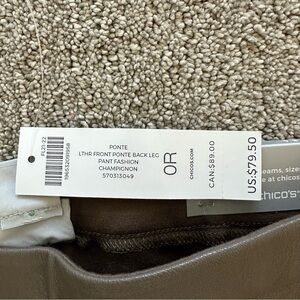 PONTE
LTHR FRONT PONTE BACK LEG
PANT FASHION
CHAMPIGNON
570313049
OR
CHICOS.COM
CAN:$89.00
US:$79.50
chico's